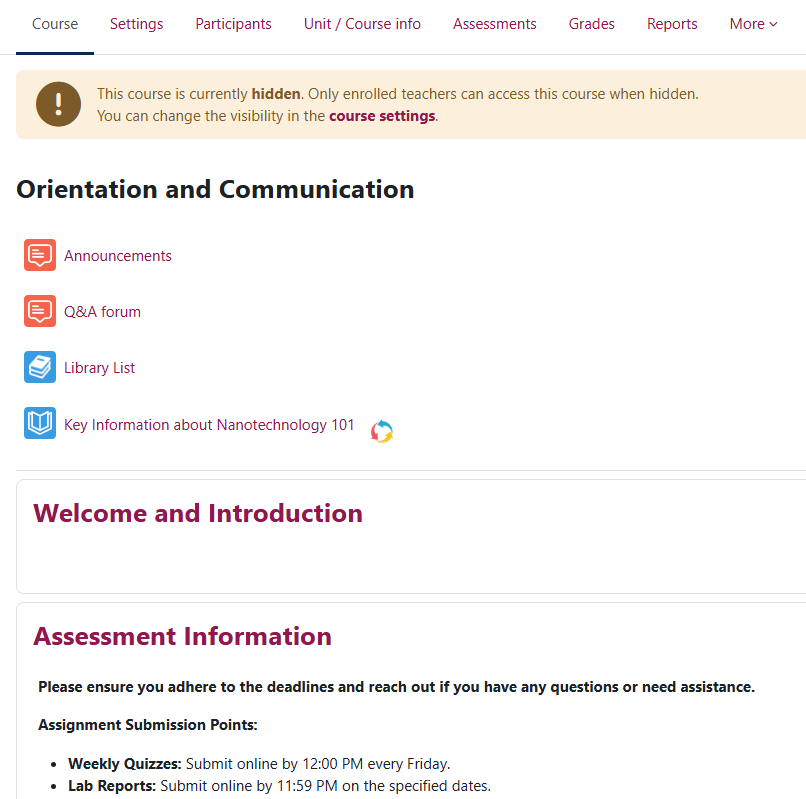 Course Settings Participants Unit / Course info Assessments Grades Reports More
This course is currently hidden. Only enrolled teachers can access this course when hidden.
You can change the visibility in the course settings.
Orientation and Communication
Announcements
Q&A forum
Library List
Key Information about Nanotechnology 101
Welcome and Introduction
Assessment Information
Please ensure you adhere to the deadlines and reach out if you have any questions or need assistance.
Assignment Submission Points:
• Weekly Quizzes: Submit online by 12:00 PM every Friday.
• Lab Reports: Submit online by 11:59 PM on the specified dates.